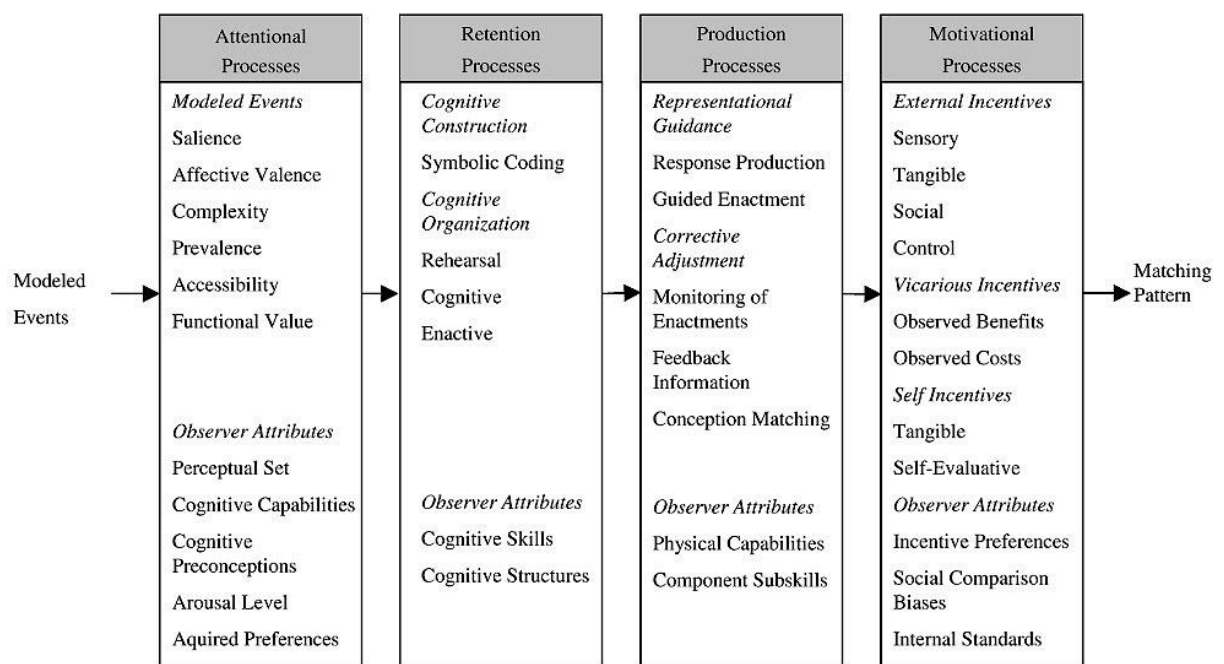 Modeled
Events
Attentional
Processes
Modeled Events
Salience
Affective Valence
Complexity
Prevalence
Accessibility
Functional Value
Observer Attributes
Perceptual Set
Cognitive Capabilities
Cognitive
Preconceptions
Arousal Level
Aquired Preferences
Retention
Processes
Cognitive
Construction
Symbolic Coding
Cognitive
Organization
Rehearsal
Cognitive
Enactive
Observer Attributes
Cognitive Skills
Cognitive Structures
Production
Processes
Representational
Guidance
Response Production
Guided Enactment
Corrective
Adjustment
Monitoring of
Enactments
Feedback
Information
Conception Matching
Observer Attributes
Physical Capabilities
Component Subskills
Motivational
Processes
External Incentives
Sensory
Tangible
Social
Control
Vicarious Incentives
Observed Benefits
Observed Costs
Self Incentives
Tangible
Self-Evaluative
Observer Attributes
Incentive Preferences
Social Comparison
Biases
Internal Standards
Matching
Pattern